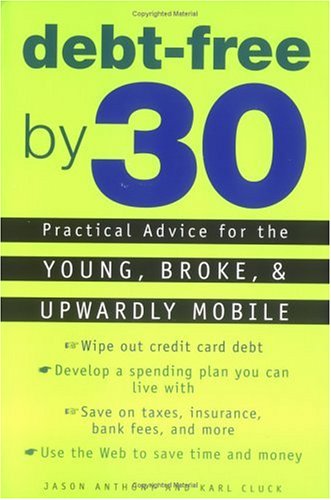 debt-free
by 30
Practical Advice for the
YOUNG, BROKE, &
UPWARDLY MOBILE
☞ Wipe out credit card debt
☛ Develop a spending plan you can
live with
☞ Save on taxes, insurance,
bank fees, and more
☛ Use the Web to save time and money
JASON ANTHONY AND KARL CLUCK